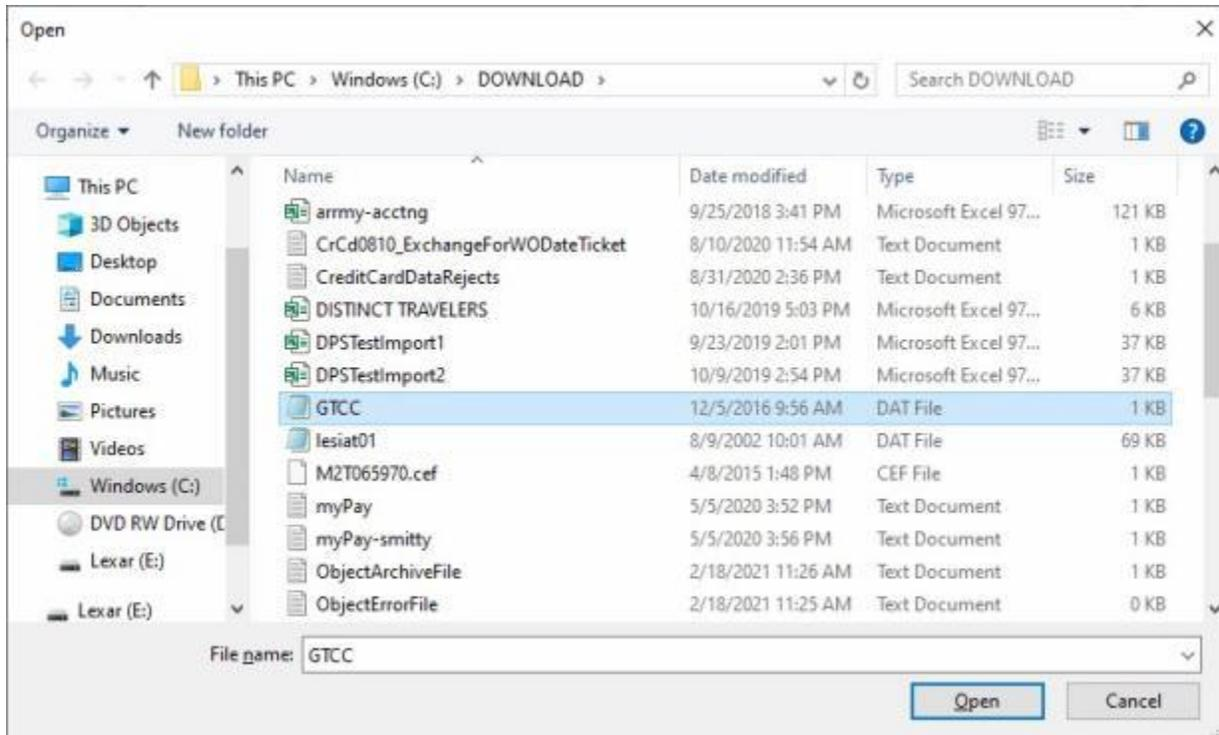 Open
This PC > Windows (C:) > DOWNLOAD >
Search DOWNLOAD
Organize
New folder
This PC
3D Objects
Desktop
Documents
Downloads
Music
Pictures
Videos
Windows (C:)
DVD RW Drive (D
Lexar (E:)
Lexar (E:)
Name Date modified Type Size
arrmy-acctng 9/25/2018 3:41 PM Microsoft Excel 97... 121 KB
CrCd0810_ExchangeForWODateTicket 8/10/2020 11:54 AM Text Document 1 KB
CreditCardDataRejects 8/31/2020 2:36 PM Text Document 1 KB
DISTINCT TRAVELERS 10/16/2019 5:03 PM Microsoft Excel 97... 6 KB
DPSTestImport1 9/23/2019 2:01 PM Microsoft Excel 97... 37 KB
DPSTestImport2 10/9/2019 2:54 PM Microsoft Excel 97... 37 KB
GTCC 12/5/2016 9:56 AM DAT File 1 KB
lesiat01 8/9/2002 10:01 AM DAT File 69 KB
M2T065970.cef 4/8/2015 1:48 PM CEF File 1 KB
myPay 5/5/2020 3:52 PM Text Document 1 KB
myPay-smitty 5/5/2020 3:56 PM Text Document 1 KB
ObjectArchiveFile 2/18/2021 11:26 AM Text Document 1 KB
ObjectErrorFile 2/18/2021 11:25 AM Text Document 0 KB
File name: GTCC
Open
Cancel